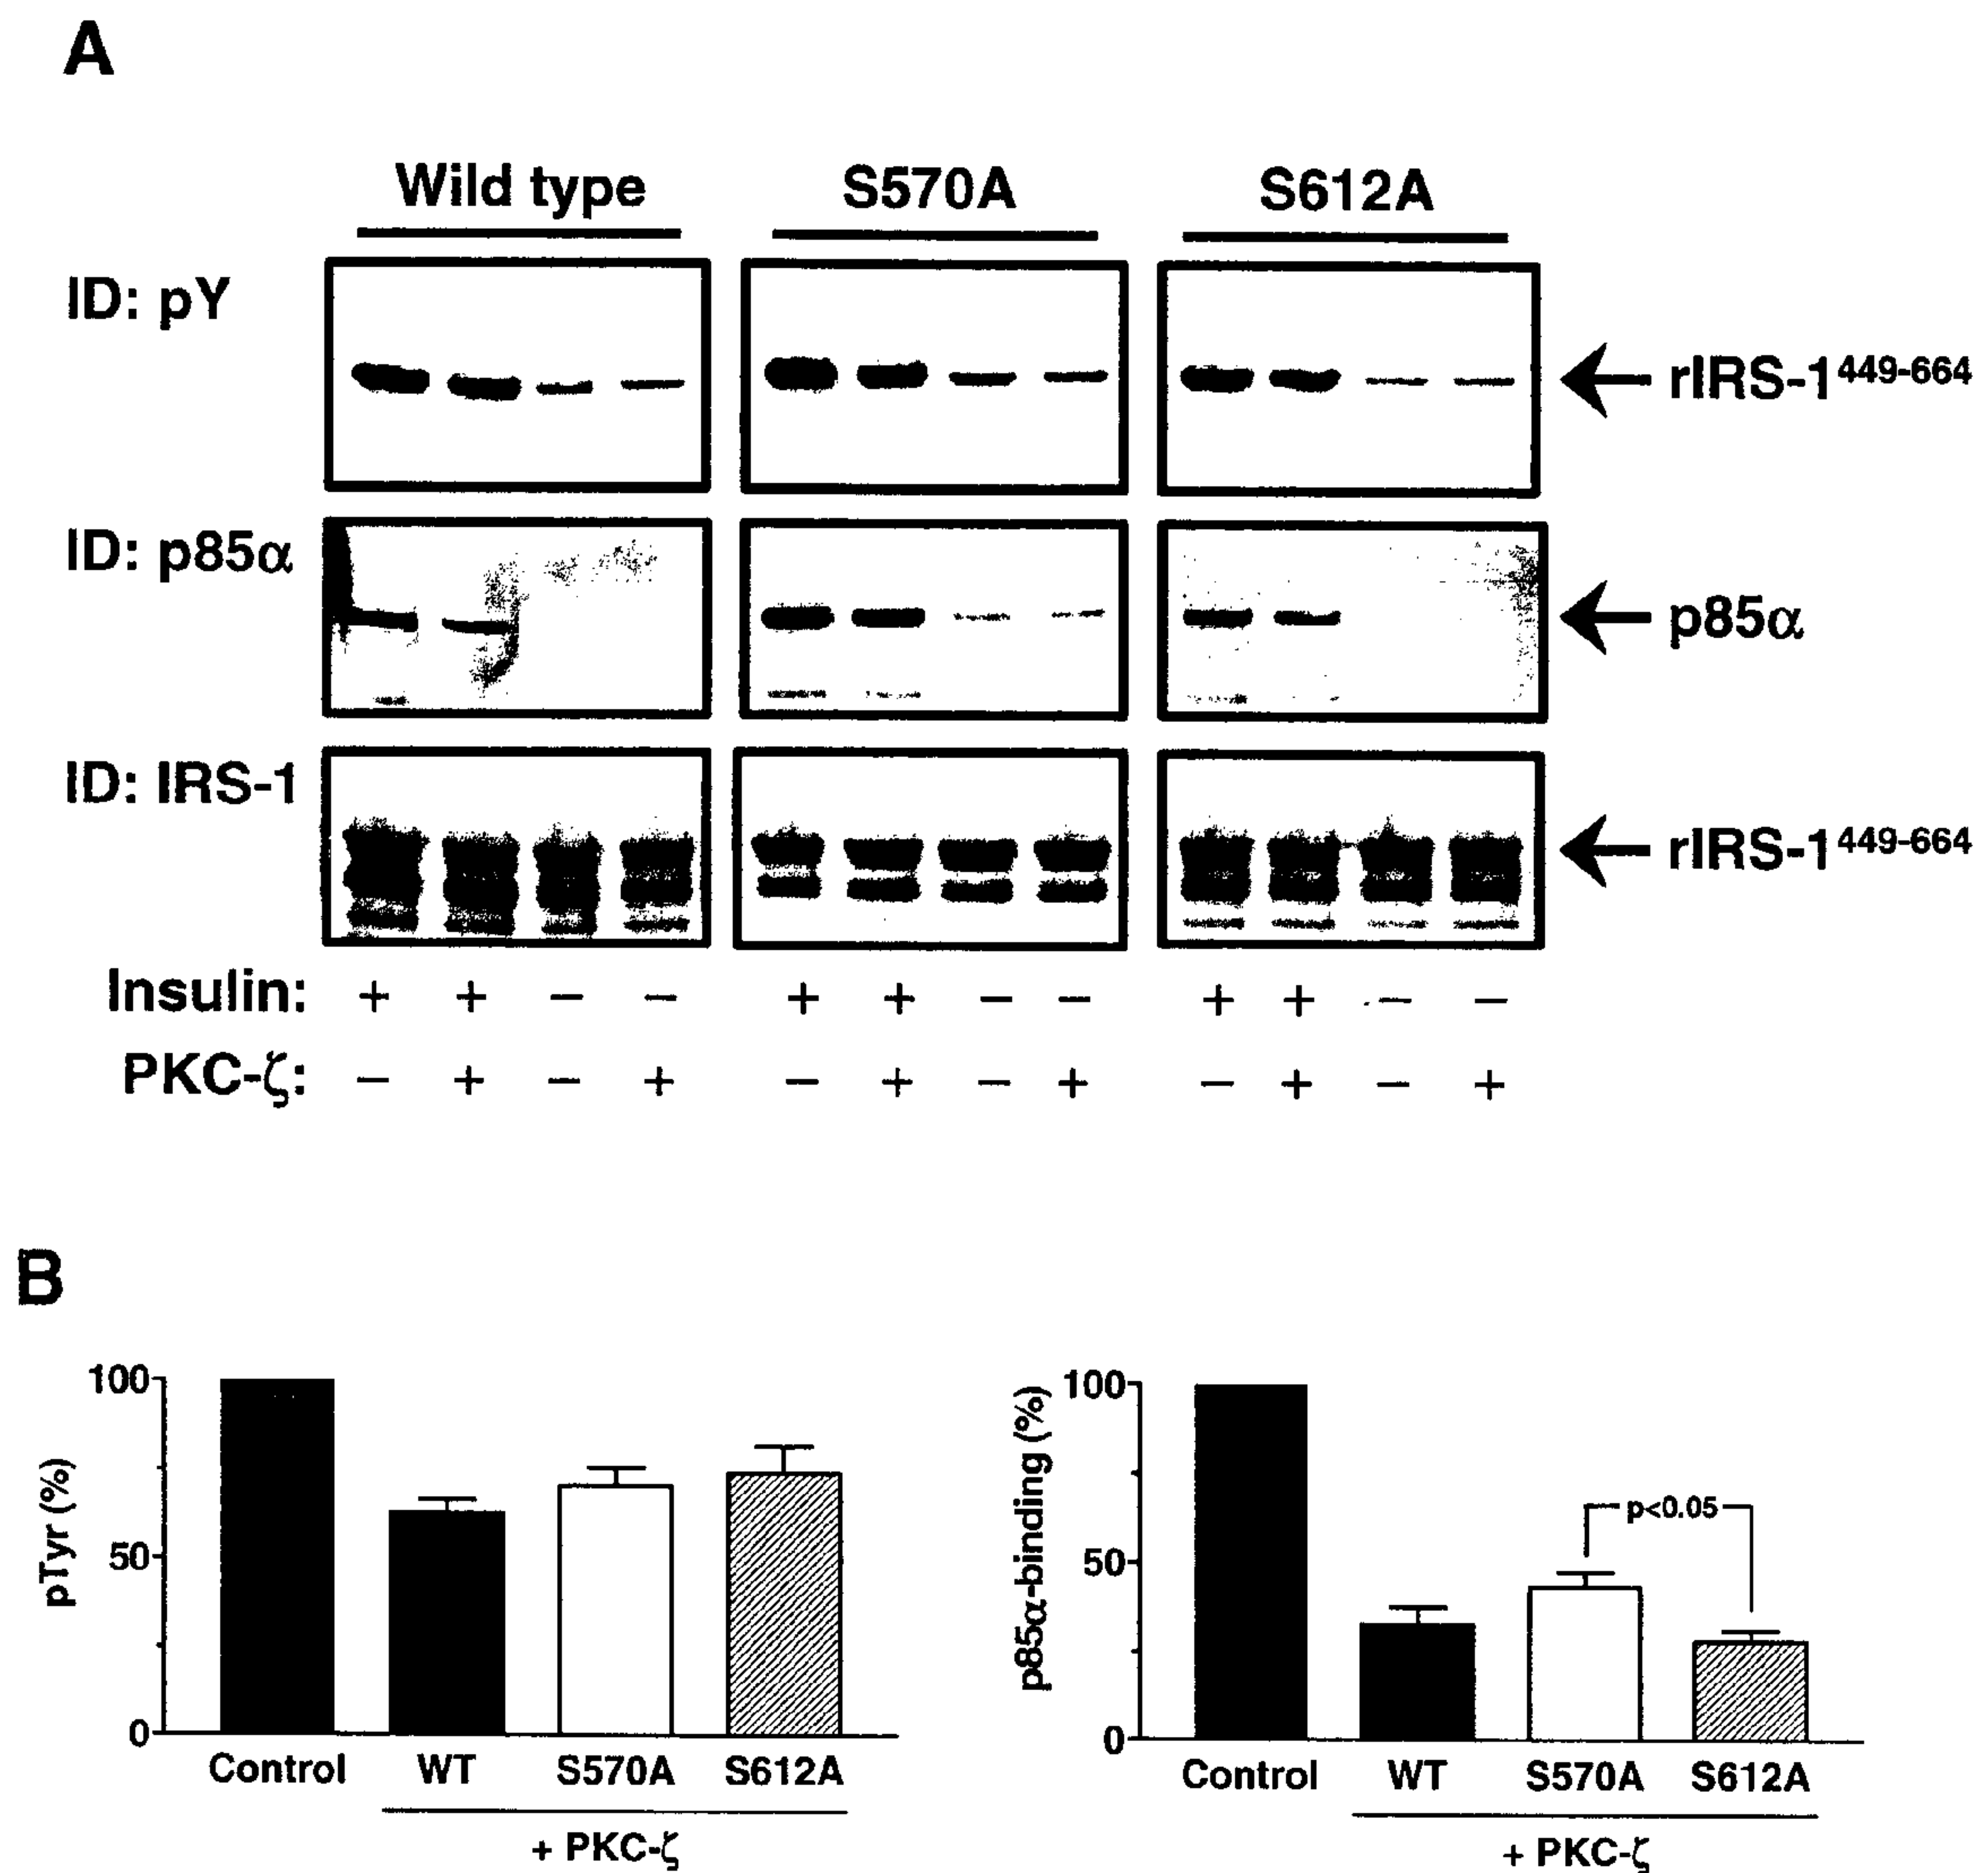 A
Wild type S570A S612A
ID: pY
rIRS-1449-664
ID: p85α
p85α
ID: IRS-1
rIRS-1449-664
Insulin: + + − − + + − − + + − −
PKC-ζ: − + − + − + − + − + − +
B
pTyr (%)
100
50
0
Control WT S570A S612A
+ PKC-ζ
p85α-binding (%)
100
50
0
p<0.05
Control WT S570A S612A
+ PKC-ζ